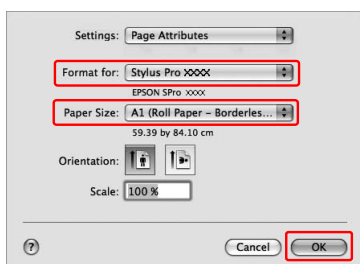 Settings: Page Attributes
Format for: Stylus Pro XXXX
EPSON SPro XXXX
Paper Size: A1 (Roll Paper - Borderles...
59.39 by 84.10 cm
Orientation:
Scale: 100 %
? Cancel OK